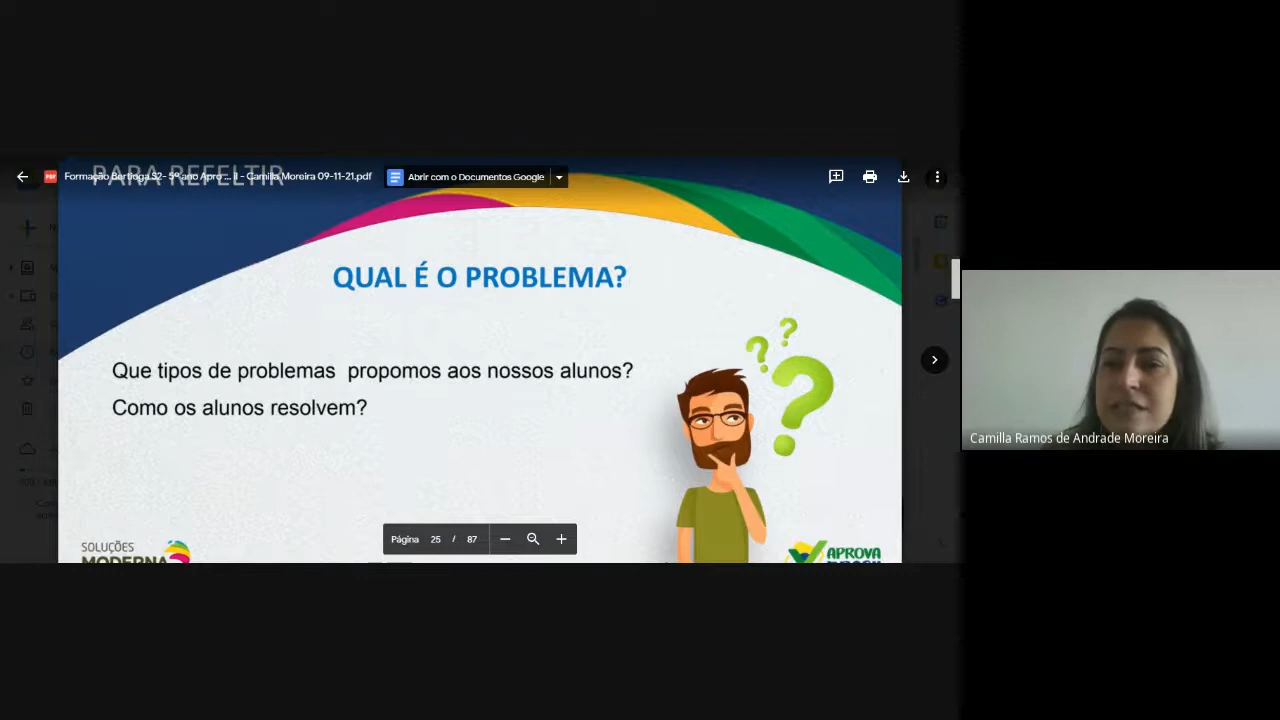 PARA REFELTIR
Formação Bertioga S2- 5º ano Apro ... II - Camilla Moreira 09-11-21.pdf
Abrir com o Documentos Google
QUAL É O PROBLEMA?
Que tipos de problemas propomos aos nossos alunos?
Como os alunos resolvem?
Camilla Ramos de Andrade Moreira
Página 25 / 87
SOLUÇÕES
MODERNA
APROVA